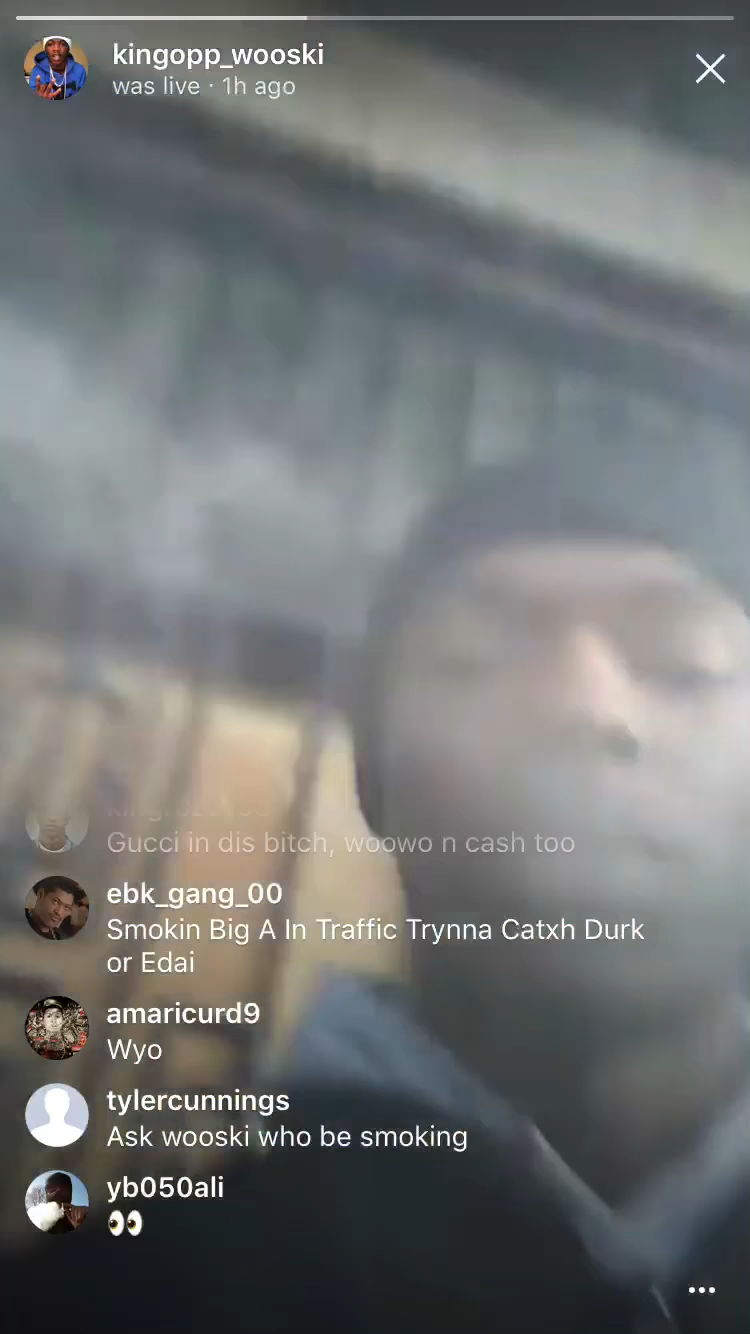 kingopp_wooski
was live · 1h ago
Gucci in dis bitch, woowo n cash too
ebk_gang_00
Smokin Big A In Traffic Trynna Catxh Durk
or Edai
amaricurd9
Wyo
tylercunnings
Ask wooski who be smoking
yb050ali
👀